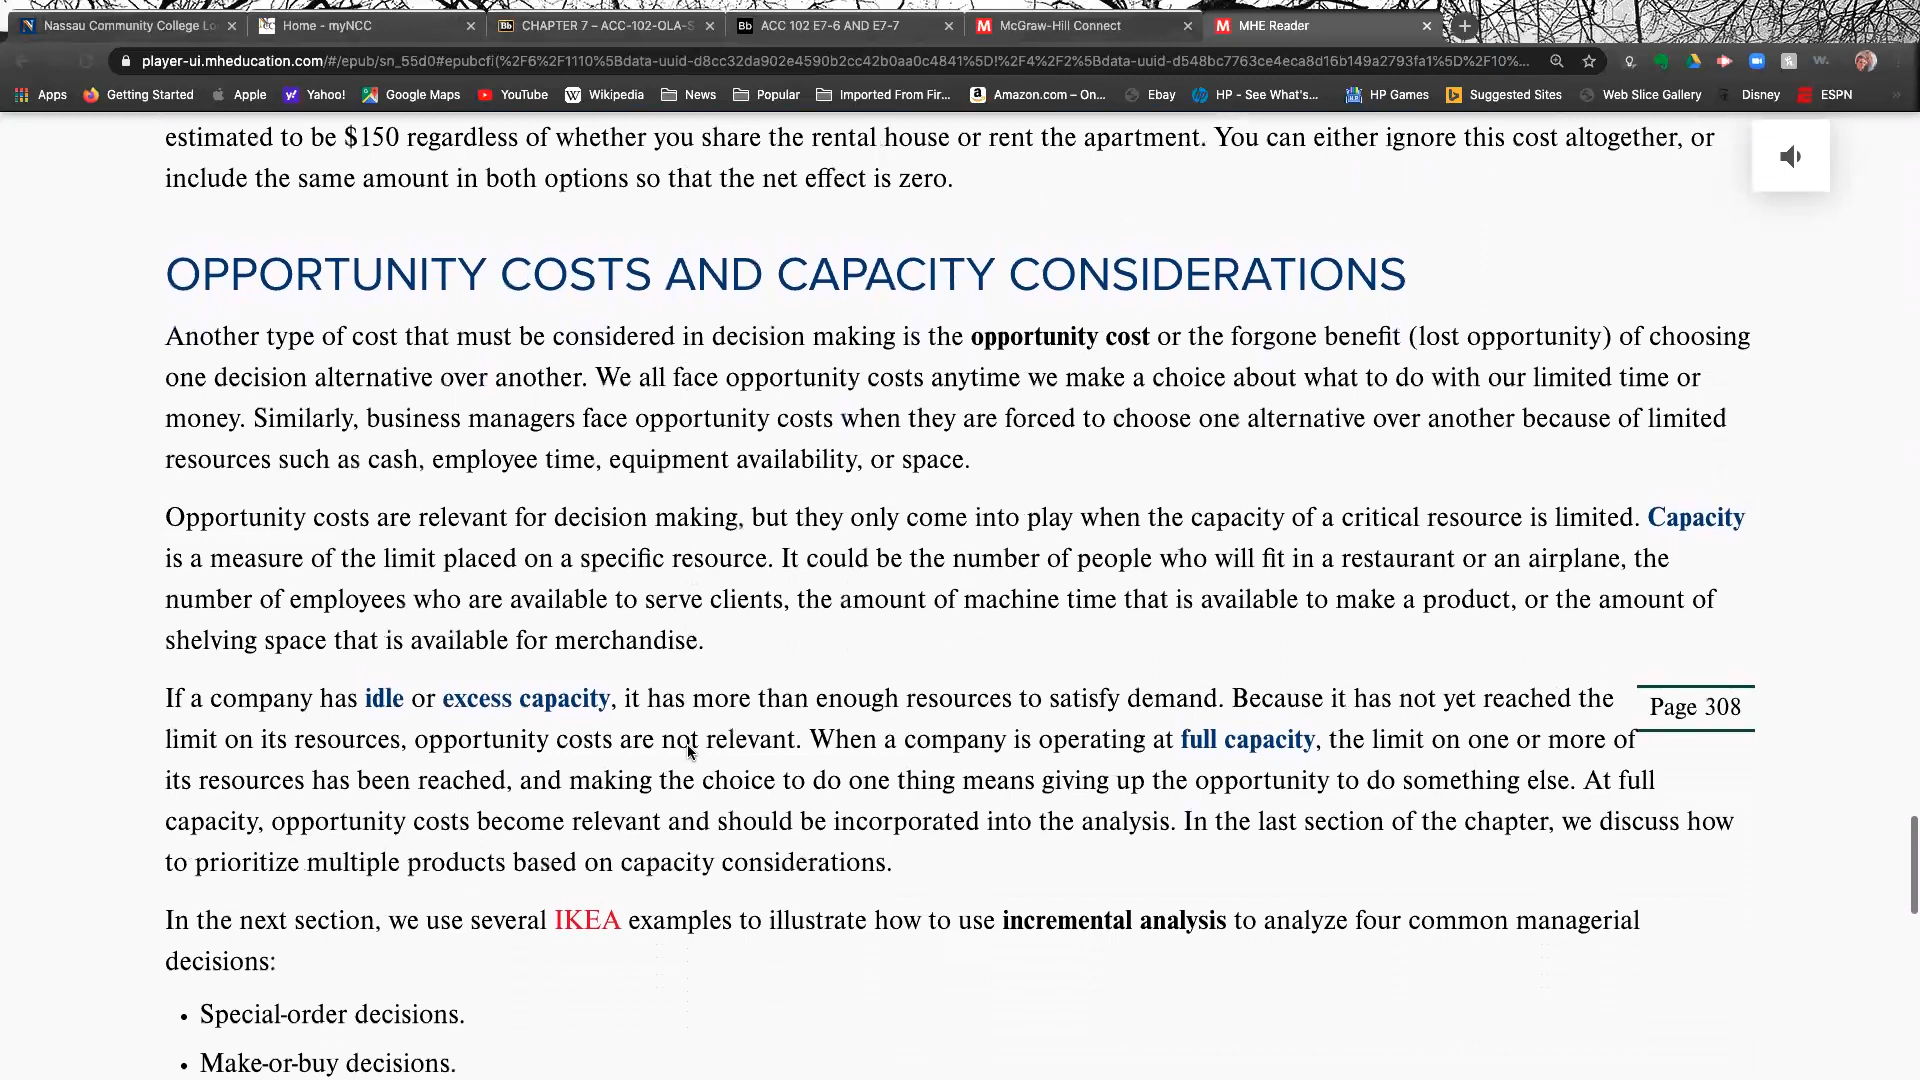 Nassau Community College Lo
Home - myNCC
CHAPTER 7 – ACC-102-OLA-S
ACC 102 E7-6 AND E7-7
McGraw-Hill Connect
MHE Reader
player-ui.mheducation.com/#/epub/sn_55d0#epubcfi(%2F6%2F1110%5Bdata-uuid-d8cc32da902e4590b2cc42b0aa0c4841%5D!%2F4%2F2%2F2%5Bdata-uuid-d548bc7763ce4eca8d16b149a2793fa1%5D%2F10%...
Apps Getting Started Apple Yahoo! Google Maps YouTube Wikipedia News Popular Imported From Fir... Amazon.com – On... Ebay HP - See What's... HP Games Suggested Sites Web Slice Gallery Disney ESPN
estimated to be $150 regardless of whether you share the rental house or rent the apartment. You can either ignore this cost altogether, or
include the same amount in both options so that the net effect is zero.
OPPORTUNITY COSTS AND CAPACITY CONSIDERATIONS
Another type of cost that must be considered in decision making is the opportunity cost or the forgone benefit (lost opportunity) of choosing
one decision alternative over another. We all face opportunity costs anytime we make a choice about what to do with our limited time or
money. Similarly, business managers face opportunity costs when they are forced to choose one alternative over another because of limited
resources such as cash, employee time, equipment availability, or space.
Opportunity costs are relevant for decision making, but they only come into play when the capacity of a critical resource is limited. Capacity
is a measure of the limit placed on a specific resource. It could be the number of people who will fit in a restaurant or an airplane, the
number of employees who are available to serve clients, the amount of machine time that is available to make a product, or the amount of
shelving space that is available for merchandise.
If a company has idle or excess capacity, it has more than enough resources to satisfy demand. Because it has not yet reached the
Page 308
limit on its resources, opportunity costs are not relevant. When a company is operating at full capacity, the limit on one or more of
its resources has been reached, and making the choice to do one thing means giving up the opportunity to do something else. At full
capacity, opportunity costs become relevant and should be incorporated into the analysis. In the last section of the chapter, we discuss how
to prioritize multiple products based on capacity considerations.
In the next section, we use several IKEA examples to illustrate how to use incremental analysis to analyze four common managerial
decisions:
• Special-order decisions.
• Make-or-buy decisions.